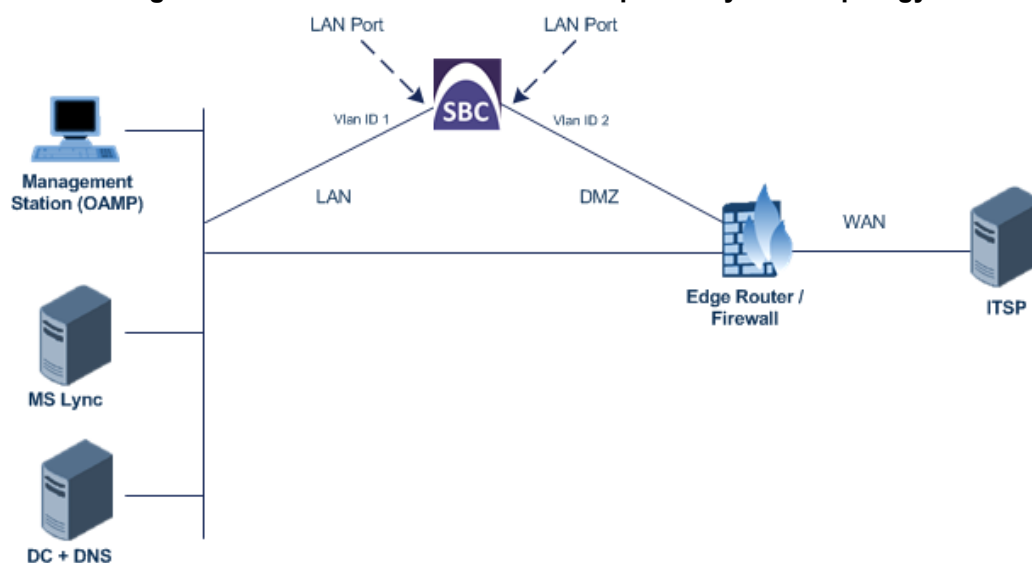 LAN Port
LAN Port
SBC
Vlan ID 1
Vlan ID 2
Management
Station (OAMP)
LAN
DMZ
WAN
Edge Router /
Firewall
ITSP
MS Lync
DC + DNS